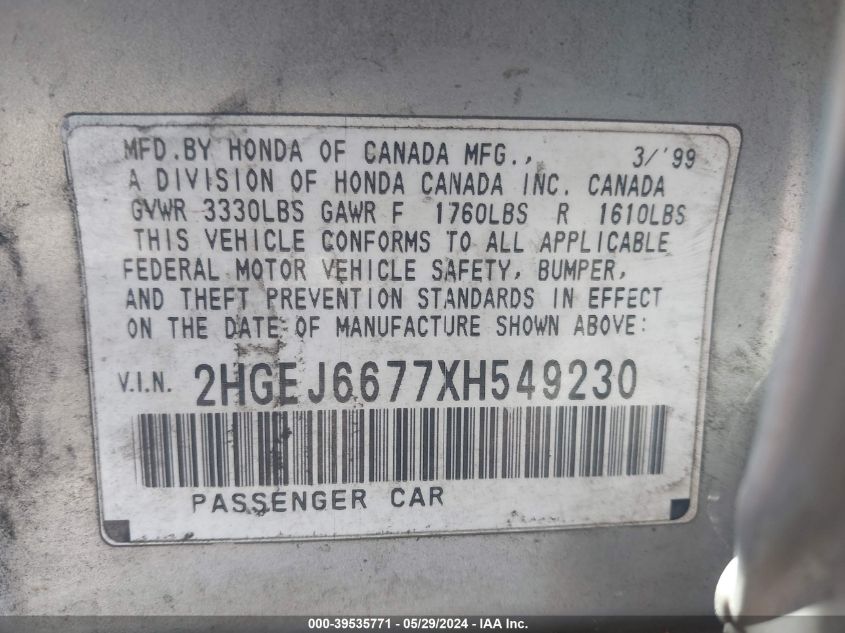 MFD.BY HONDA OF CANADA MFG., 3/'99
A DIVISION OF HONDA CANADA INC. CANADA
GVWR 3330LBS GAWR F 1760LBS R 1610LBS
THIS VEHICLE CONFORMS TO ALL APPLICABLE
FEDERAL MOTOR VEHICLE SAFETY, BUMPER,
AND THEFT PREVENTION STANDARDS IN EFFECT
ON THE DATE OF MANUFACTURE SHOWN ABOVE:
V.I.N. 2HGEJ6677XH549230
PASSENGER CAR
000-39535771 - 05/29/2024 - IAA Inc.